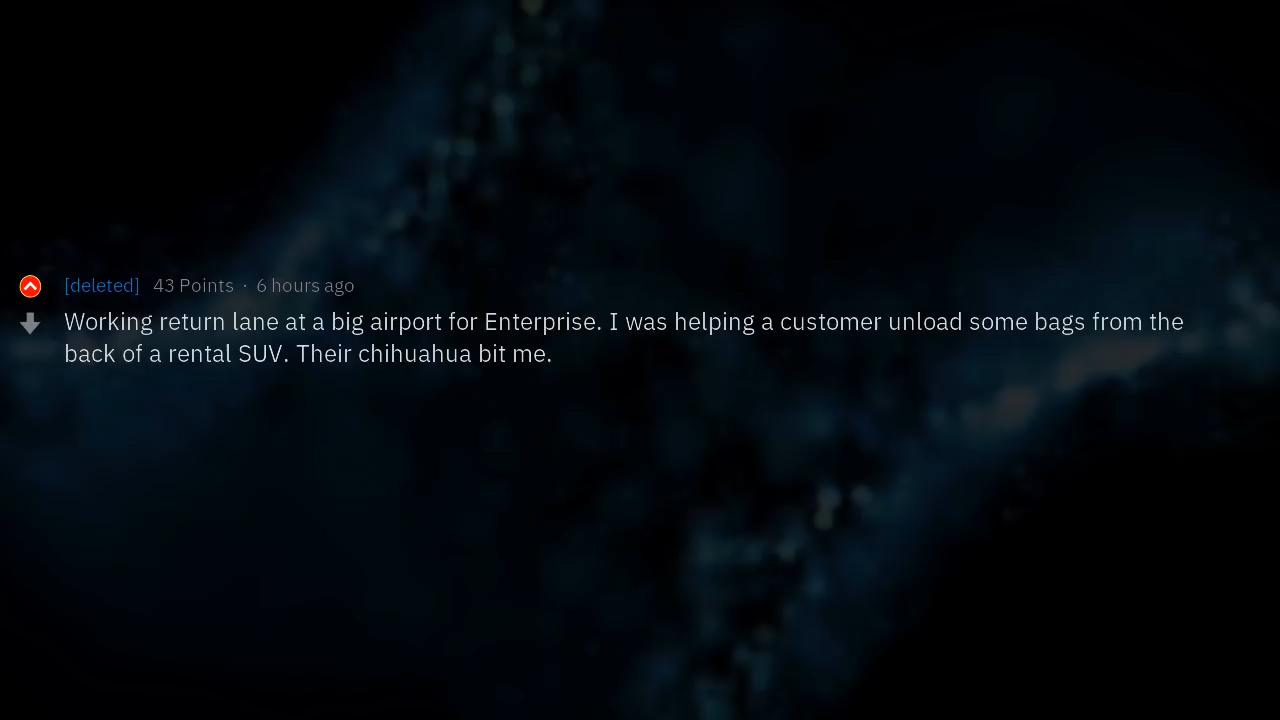 [deleted] 43 Points · 6 hours ago
Working return lane at a big airport for Enterprise. I was helping a customer unload some bags from the
back of a rental SUV. Their chihuahua bit me.